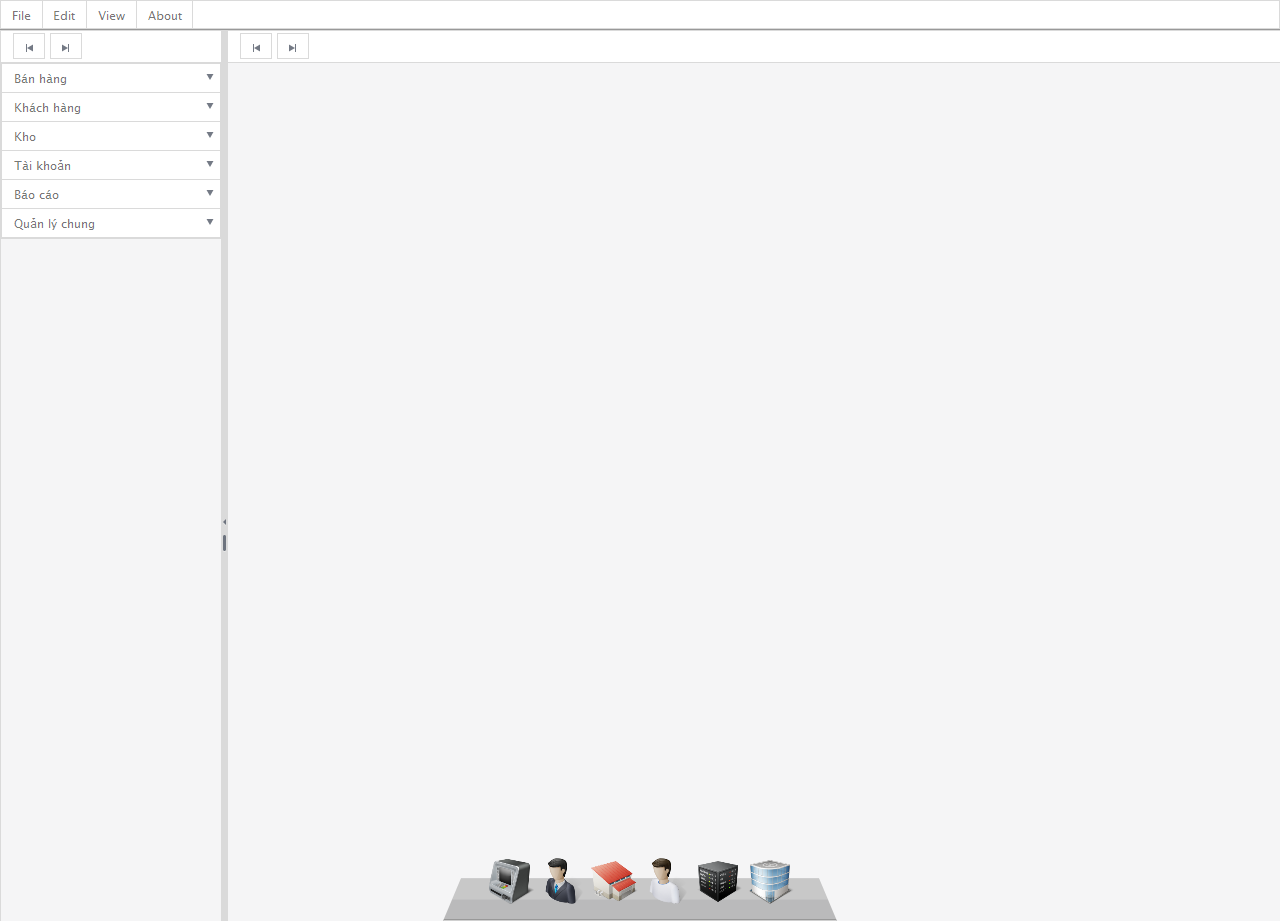 File Edit View About
Bán hàng
Khách hàng
Kho
Tài khoản
Báo cáo
Quản lý chung